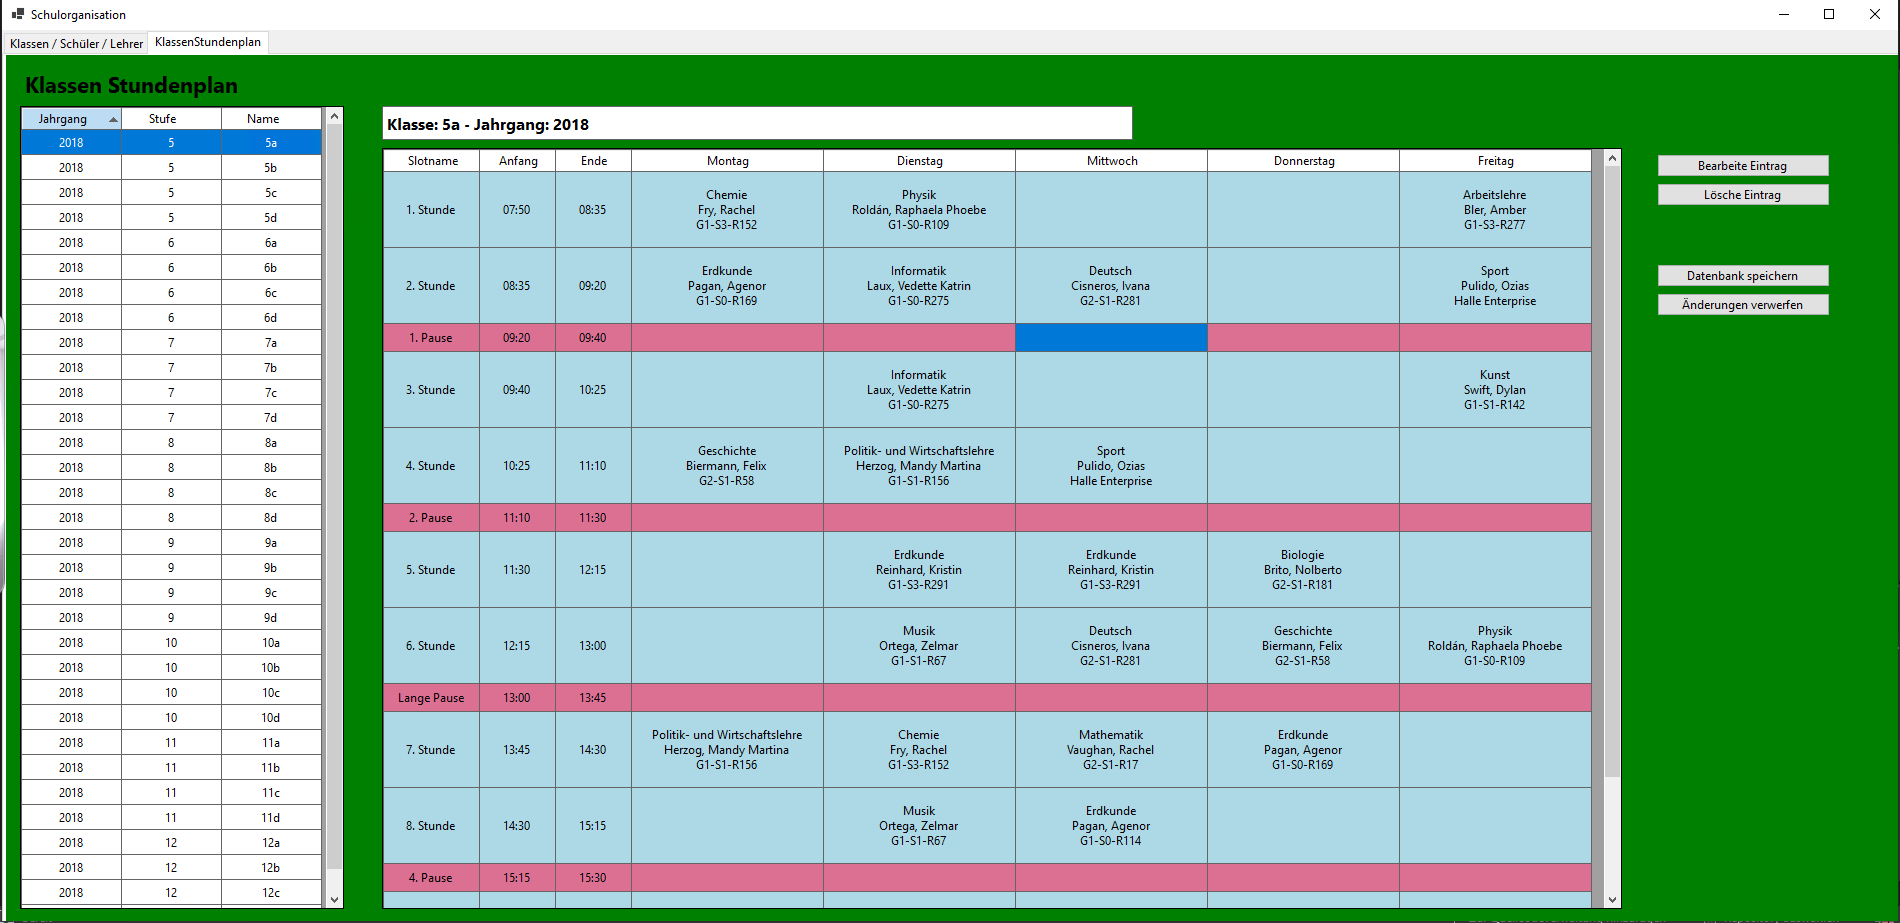 Schulorganisation
Klassen / Schüler / Lehrer KlassenStundenplan
Klassen Stundenplan
Jahrgang Stufe Name
2018 5 5a
2018 5 5b
2018 5 5c
2018 5 5d
2018 6 6a
2018 6 6b
2018 6 6c
2018 6 6d
2018 7 7a
2018 7 7b
2018 7 7c
2018 7 7d
2018 8 8a
2018 8 8b
2018 8 8c
2018 8 8d
2018 9 9a
2018 9 9b
2018 9 9c
2018 9 9d
2018 10 10a
2018 10 10b
2018 10 10c
2018 10 10d
2018 11 11a
2018 11 11b
2018 11 11c
2018 11 11d
2018 12 12a
2018 12 12b
2018 12 12c
Klasse: 5a - Jahrgang: 2018
Slotname Anfang Ende Montag Dienstag Mittwoch Donnerstag Freitag
Chemie Physik Arbeitslehre
1. Stunde 07:50 08:35 Fry, Rachel Roldán, Raphaela Phoebe Bler, Amber
G1-S3-R152 G1-S0-R109 G1-S3-R277
Erdkunde Informatik Deutsch Sport
2. Stunde 08:35 09:20 Pagan, Agenor Laux, Vedette Katrin Cisneros, Ivana Pulido, Ozias
G1-S0-R169 G1-S0-R275 G2-S1-R281 Halle Enterprise
1. Pause 09:20 09:40
Informatik Kunst
3. Stunde 09:40 10:25 Laux, Vedette Katrin Swift, Dylan
G1-S0-R275 G1-S1-R142
Geschichte Politik- und Wirtschaftslehre Sport
4. Stunde 10:25 11:10 Biermann, Felix Herzog, Mandy Martina Pulido, Ozias
G2-S1-R58 G1-S1-R156 Halle Enterprise
2. Pause 11:10 11:30
Erdkunde Erdkunde Biologie
5. Stunde 11:30 12:15 Reinhard, Kristin Reinhard, Kristin Brito, Nolberto
G1-S3-R291 G1-S3-R291 G2-S1-R181
Musik Deutsch Geschichte Physik
6. Stunde 12:15 13:00 Ortega, Zelmar Cisneros, Ivana Biermann, Felix Roldán, Raphaela Phoebe
G1-S1-R67 G2-S1-R281 G2-S1-R58 G1-S0-R109
Lange Pause 13:00 13:45
Politik- und Wirtschaftslehre Chemie Mathematik Erdkunde
7. Stunde 13:45 14:30 Herzog, Mandy Martina Fry, Rachel Vaughan, Rachel Pagan, Agenor
G1-S1-R156 G1-S3-R152 G2-S1-R17 G1-S0-R169
Musik Erdkunde
8. Stunde 14:30 15:15 Ortega, Zelmar Pagan, Agenor
G1-S1-R67 G1-S0-R114
4. Pause 15:15 15:30
Bearbeite Eintrag
Lösche Eintrag
Datenbank speichern
Änderungen verwerfen